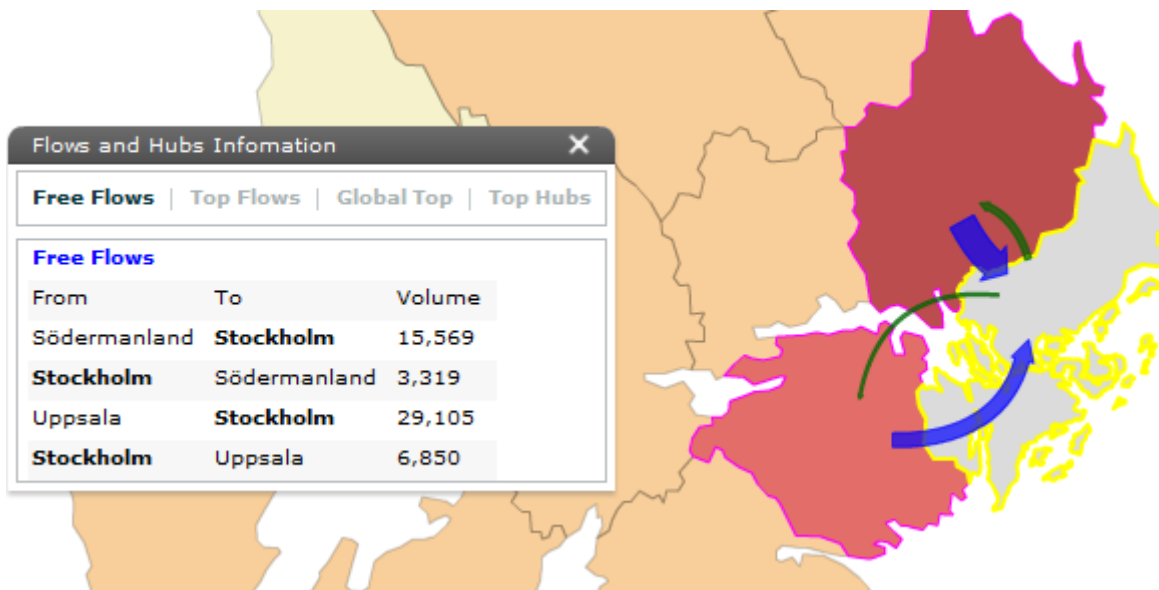 Flows and Hubs Infomation
Free Flows | Top Flows | Global Top | Top Hubs
Free Flows
From To Volume
Södermanland Stockholm 15,569
Stockholm Södermanland 3,319
Uppsala Stockholm 29,105
Stockholm Uppsala 6,850